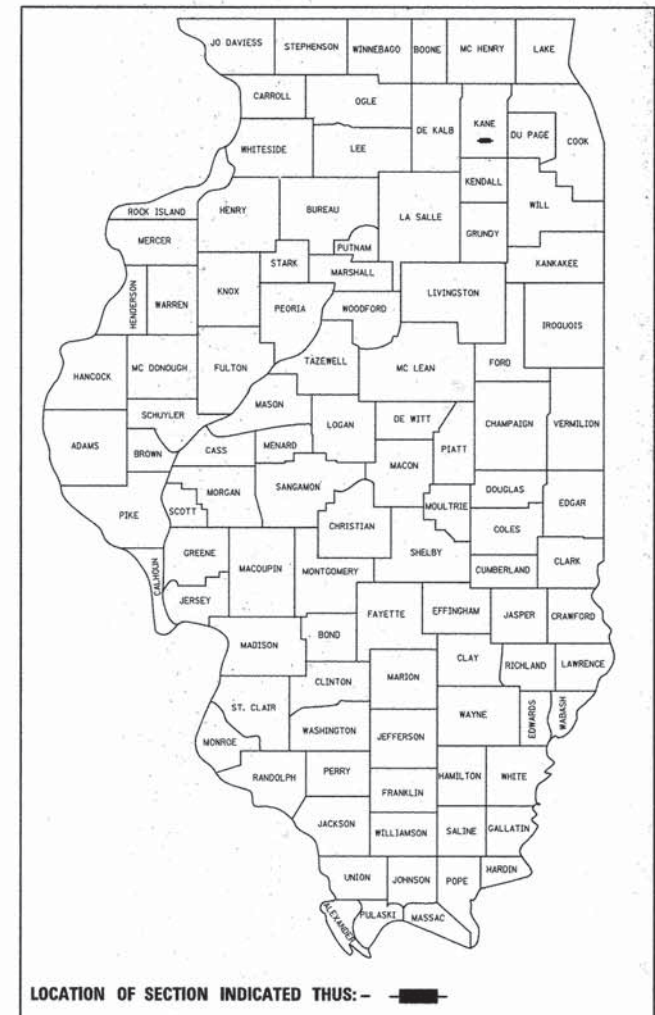 JO DAVIESS
STEPHENSON
WINNEBAGO
BOONE
MC HENRY
LAKE
CARROLL
OGLE
DE KALB
KANE
DU PAGE
COOK
WHITESIDE
LEE
KENDALL
WILL
ROCK ISLAND
HENRY
BUREAU
LA SALLE
GRUNDY
MERCER
PUTNAM
KANKAKEE
STARK
MARSHALL
HENDERSON
WARREN
KNOX
PEORIA
WOODFORD
LIVINGSTON
IROQUOIS
HANCOCK
MC DONOUGH
FULTON
TAZEWELL
MC LEAN
FORD
SCHUYLER
MASON
LOGAN
DE WITT
CHAMPAIGN
VERMILION
ADAMS
BROWN
CASS
MENARD
PIATT
MACON
MORGAN
SANGAMON
DOUGLAS
EDGAR
PIKE
SCOTT
CHRISTIAN
MOULTRIE
COLES
GREENE
MACOUPIN
MONTGOMERY
SHELBY
CUMBERLAND
CLARK
CALHOUN
JERSEY
FAYETTE
EFFINGHAM
JASPER
CRAWFORD
MADISON
BOND
CLAY
RICHLAND
LAWRENCE
CLINTON
MARION
ST. CLAIR
WAYNE
EDWARDS
WABASH
WASHINGTON
JEFFERSON
MONROE
RANDOLPH
PERRY
HAMILTON
WHITE
FRANKLIN
JACKSON
WILLIAMSON
SALINE
GALLATIN
UNION
JOHNSON
POPE
HARDIN
ALEXANDER
PULASKI
MASSAC
LOCATION OF SECTION INDICATED THUS: -